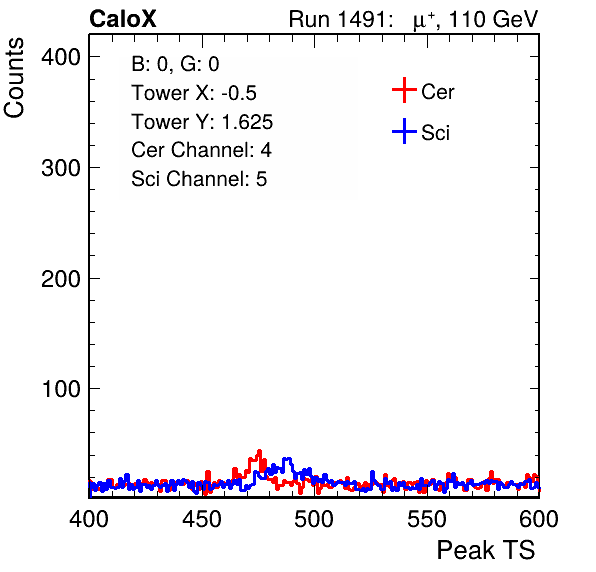 CaloX Run 1491: μ⁺, 110 GeV
Counts
400
300
200
100
B: 0, G: 0
Tower X: -0.5
Tower Y: 1.625
Cer Channel: 4
Sci Channel: 5
Cer
Sci
400 450 500 550 600
Peak TS